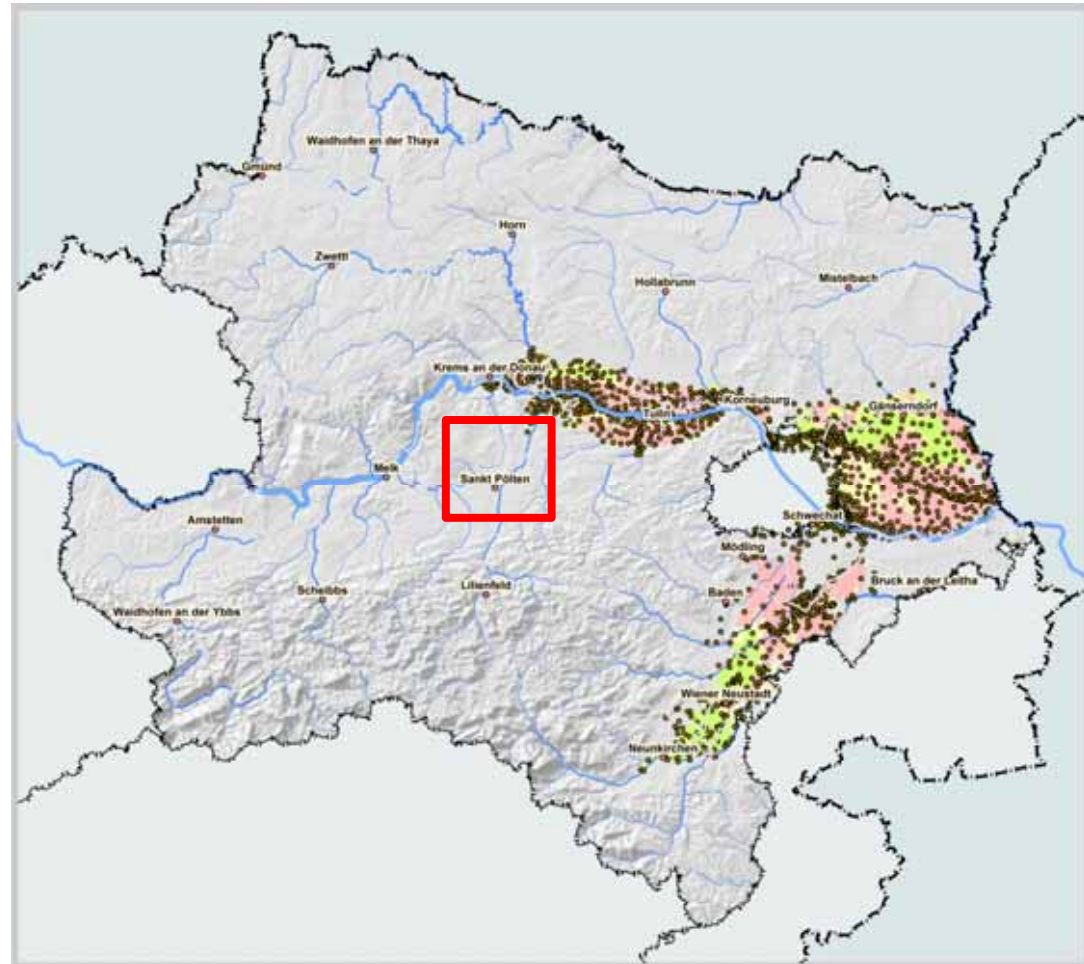 Waidhofen an der Thaya
Gmünd
Horn
Zwettl
Hollabrunn
Mistelbach
Krems an der Donau
Korneuburg
Tulln
Gänserndorf
Melk
Sankt Pölten
Schwechat
Amstetten
Mödling
Bruck an der Leitha
Scheibbs
Lilienfeld
Baden
Waidhofen an der Ybbs
Wiener Neustadt
Neunkirchen